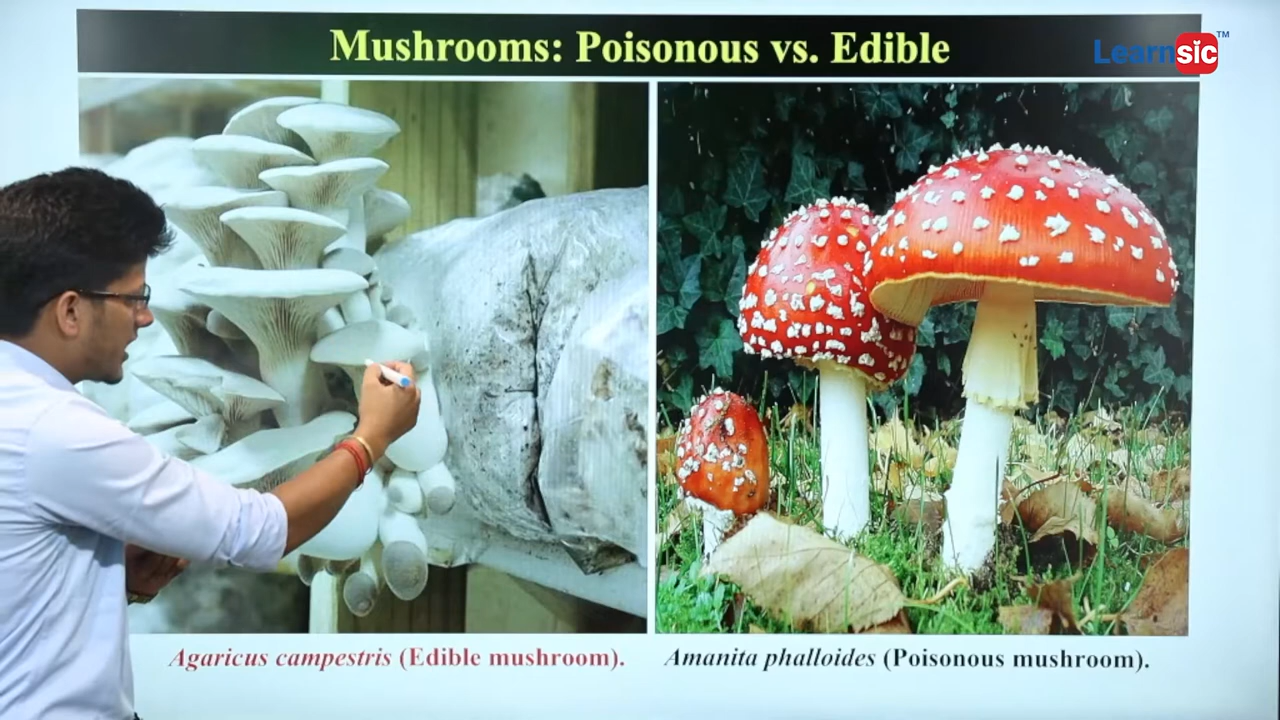 Mushrooms: Poisonous vs. Edible
Learnsic™
Agaricus campestris (Edible mushroom).
Amanita phalloides (Poisonous mushroom).